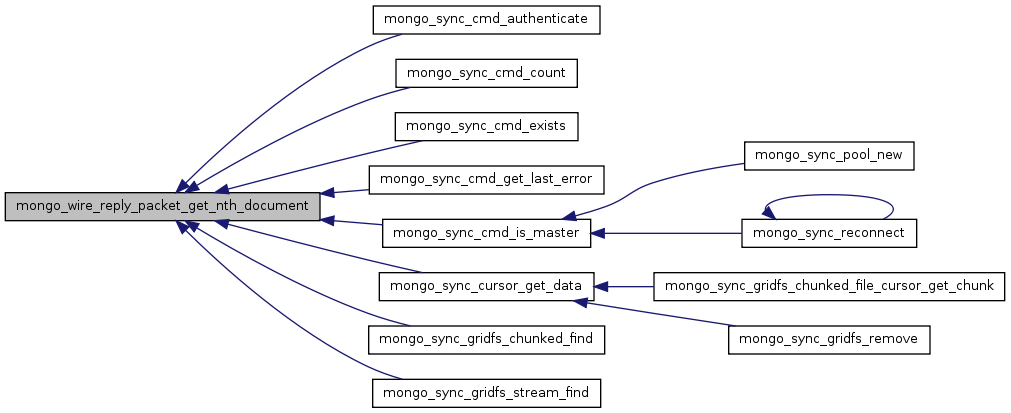 mongo_sync_cmd_authenticate
mongo_sync_cmd_count
mongo_sync_cmd_exists
mongo_sync_pool_new
mongo_sync_cmd_get_last_error
mongo_wire_reply_packet_get_nth_document
mongo_sync_cmd_is_master
mongo_sync_reconnect
mongo_sync_cursor_get_data
mongo_sync_gridfs_chunked_file_cursor_get_chunk
mongo_sync_gridfs_chunked_find
mongo_sync_gridfs_remove
mongo_sync_gridfs_stream_find